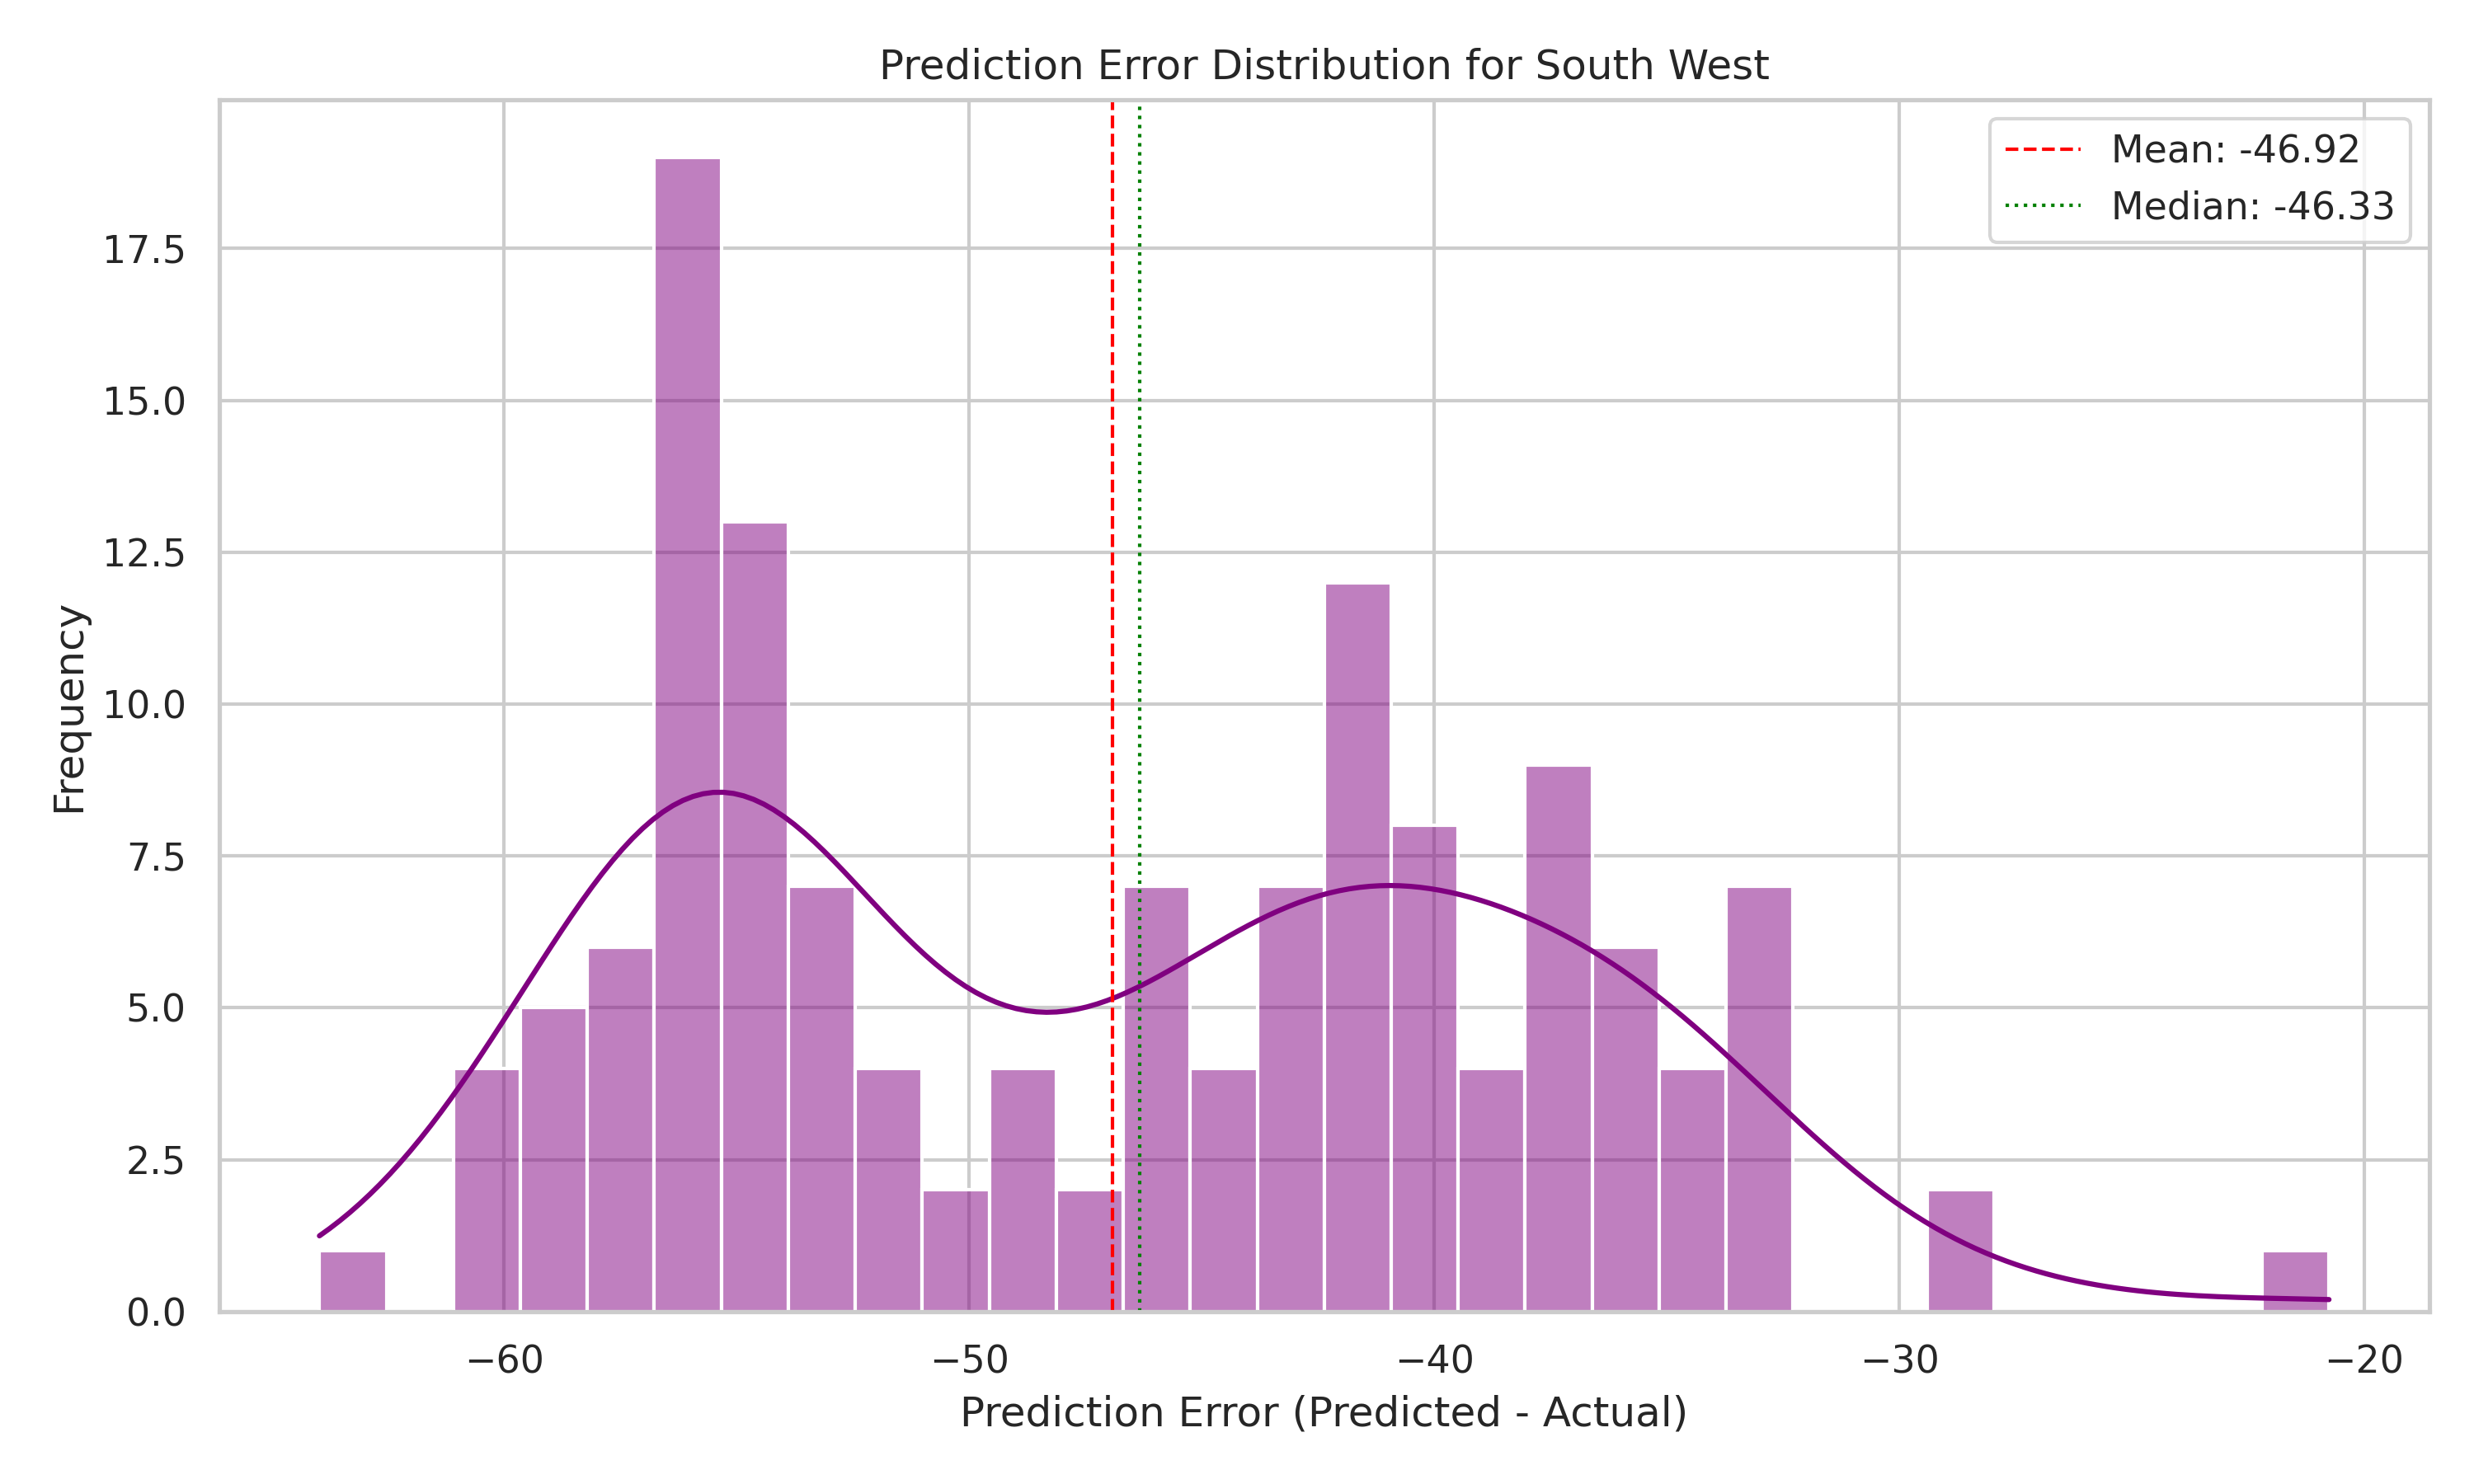 Prediction Error Distribution for South West
Mean: -46.92
Median: -46.33
17.5
15.0
12.5
10.0
7.5
5.0
2.5
0.0
Frequency
−60
−50
−40
−30
−20
Prediction Error (Predicted - Actual)